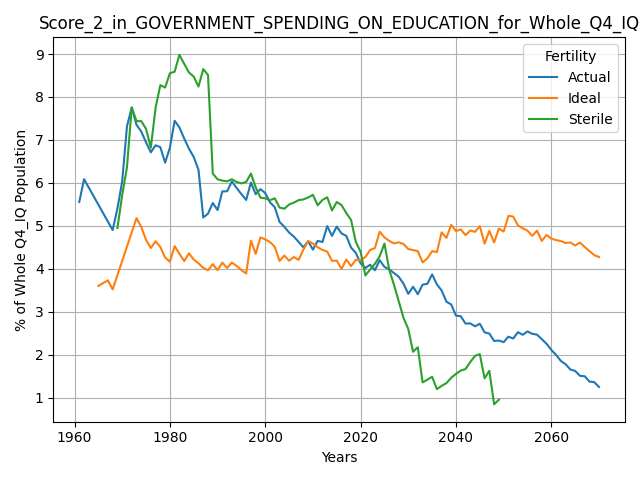 Score_2_in_GOVERNMENT_SPENDING_ON_EDUCATION_for_Whole_Q4_IQ
Fertility
Actual
Ideal
Sterile
% of Whole Q4_IQ Population
9
8
7
6
5
4
3
2
1
1960 1980 2000 2020 2040 2060
Years